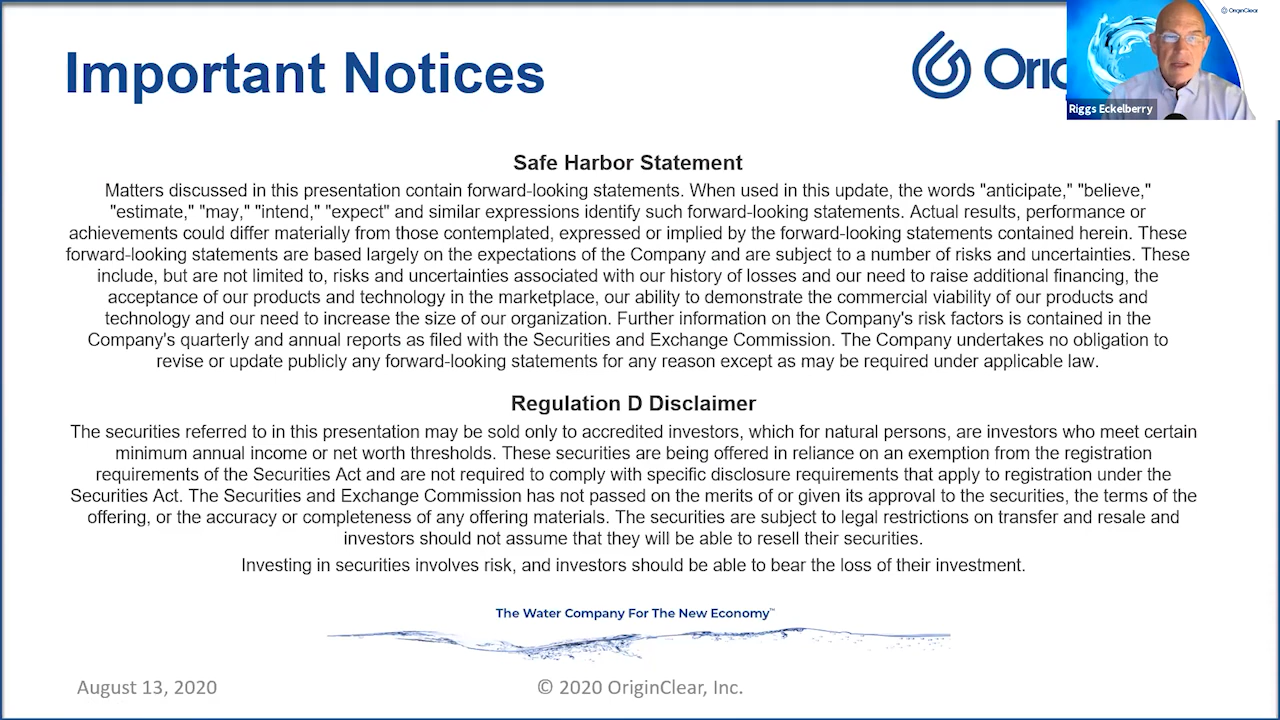 Important Notices
OriginClear
Riggs Eckelberry
Safe Harbor Statement
Matters discussed in this presentation contain forward-looking statements. When used in this update, the words "anticipate," "believe,"
"estimate," "may," "intend," "expect" and similar expressions identify such forward-looking statements. Actual results, performance or
achievements could differ materially from those contemplated, expressed or implied by the forward-looking statements contained herein. These
forward-looking statements are based largely on the expectations of the Company and are subject to a number of risks and uncertainties. These
include, but are not limited to, risks and uncertainties associated with our history of losses and our need to raise additional financing, the
acceptance of our products and technology in the marketplace, our ability to demonstrate the commercial viability of our products and
technology and our need to increase the size of our organization. Further information on the Company's risk factors is contained in the
Company's quarterly and annual reports as filed with the Securities and Exchange Commission. The Company undertakes no obligation to
revise or update publicly any forward-looking statements for any reason except as may be required under applicable law.
Regulation D Disclaimer
The securities referred to in this presentation may be sold only to accredited investors, which for natural persons, are investors who meet certain
minimum annual income or net worth thresholds. These securities are being offered in reliance on an exemption from the registration
requirements of the Securities Act and are not required to comply with specific disclosure requirements that apply to registration under the
Securities Act. The Securities and Exchange Commission has not passed on the merits of or given its approval to the securities, the terms of the
offering, or the accuracy or completeness of any offering materials. The securities are subject to legal restrictions on transfer and resale and
investors should not assume that they will be able to resell their securities.
Investing in securities involves risk, and investors should be able to bear the loss of their investment.
The Water Company For The New Economy™
August 13, 2020
© 2020 OriginClear, Inc.